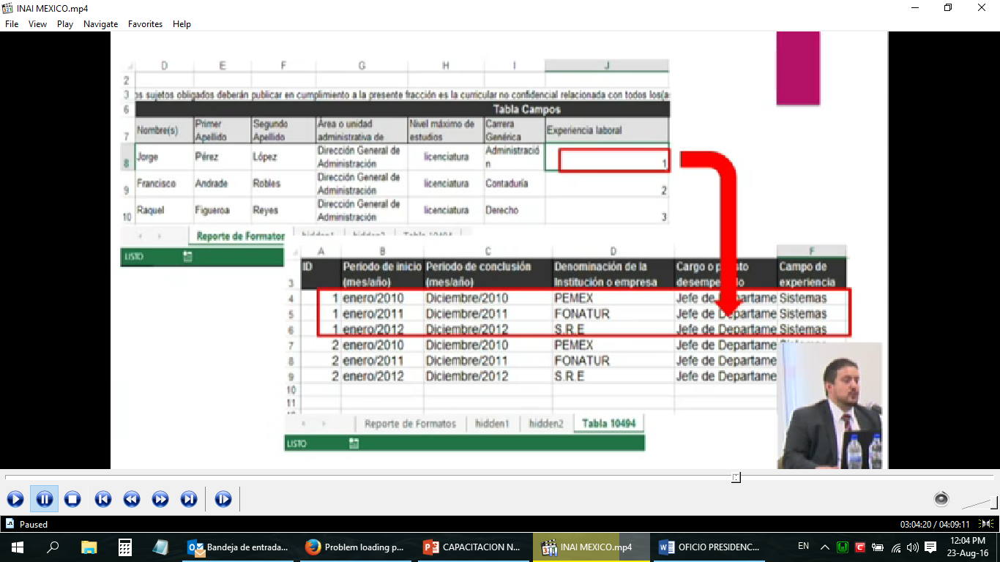 INAI MEXICO.mp4
File View Play Navigate Favorites Help
D E F G H I J
2
3 os sujetos obligados deberán publicar en cumplimiento a la presente fracción es la curricular no confidencial relacionada con todos los(a
6 Tabla Campos
7 Nombre(s) Primer Apellido Segundo Apellido Área o unidad administrativa de Nivel máximo de estudios Carrera Genérica Experiencia laboral
8 Jorge Pérez López Dirección General de Administración licenciatura Administració n 1
9 Francisco Andrade Robles Dirección General de Administración licenciatura Contaduría 2
10 Raquel Figueroa Reyes Dirección General de Administración licenciatura Derecho 3
Reporte de Formator hidden1 hidden2 Tabla 10494
LISTO
A B C D F
3 ID Periodo de inicio (mes/año) Periodo de conclusión (mes/año) Denominación de la Institución o empresa Cargo o Campo de experiencia
4 1 enero/2010 Diciembre/2010 PEMEX Jefe de Departame Sistemas
5 1 enero/2011 Diciembre/2011 FONATUR Jefe de Departame Sistemas
6 1 enero/2012 Diciembre/2012 S.R.E Jefe de Departame Sistemas
7 2 enero/2010 Diciembre/2010 PEMEX Jefe de Departame
8 2 enero/2011 Diciembre/2011 FONATUR Jefe de Departame
9 2 enero/2012 Diciembre/2012 S.R.E Jefe de Departame
10
11
Reporte de Formatos hidden1 hidden2 Tabla 10494
LISTO
Paused 03:04:20 / 04:09:11
Bandeja de entrada... Problem loading p... CAPACITACION N... INAI MEXICO.mp4 OFICIO PRESIDENC... EN 12:04 PM
23-Aug-16